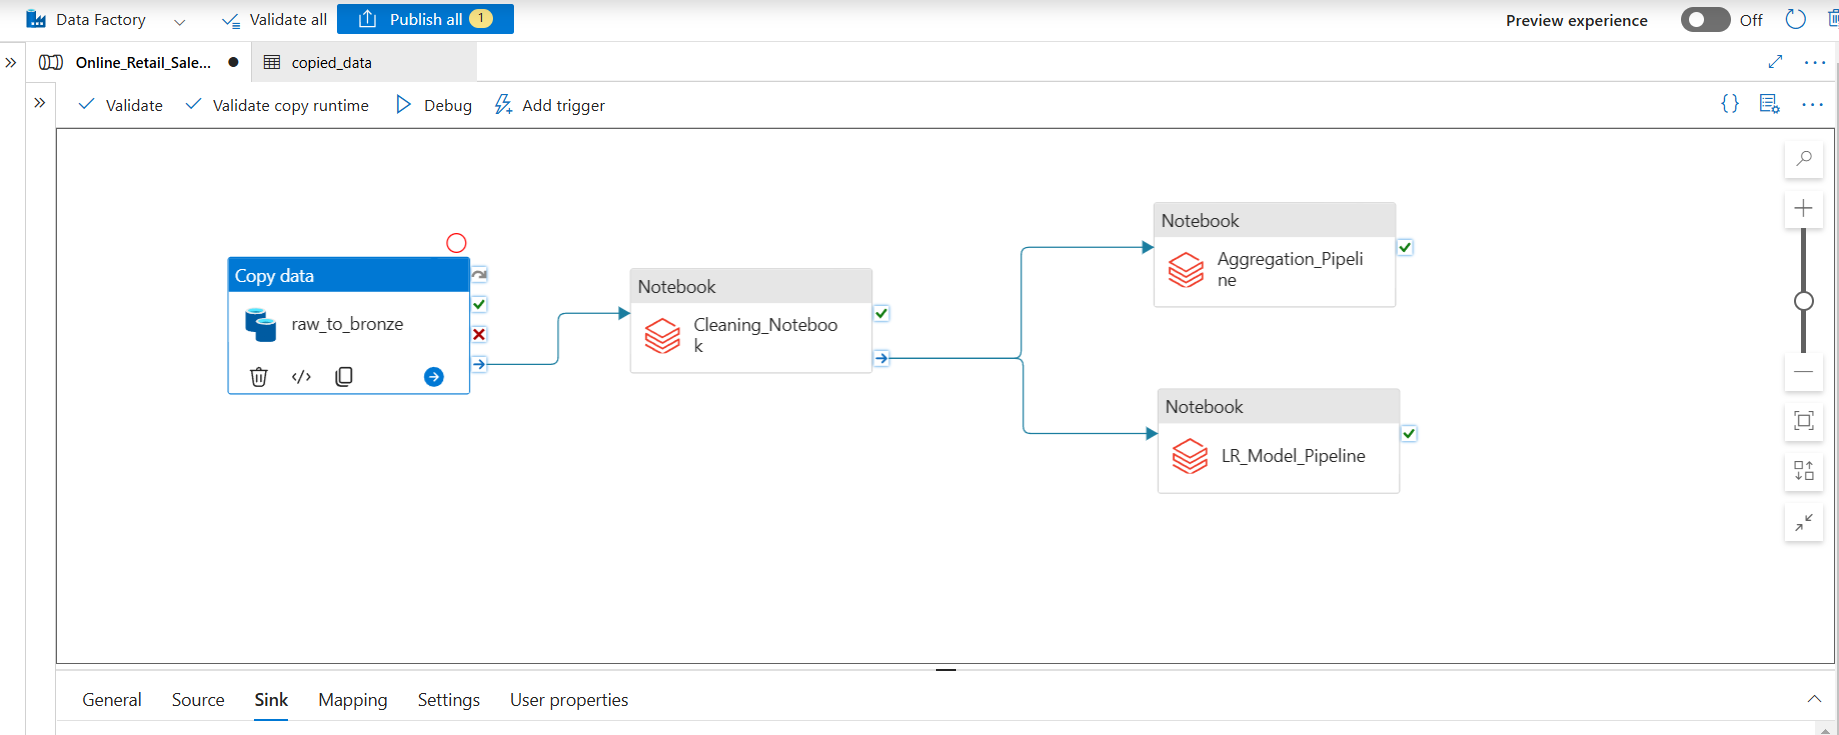 Data Factory
Validate all
Publish all 1
Preview experience
Off
Online_Retail_Sale...
copied_data
Validate
Validate copy runtime
Debug
Add trigger
Copy data
raw_to_bronze
Notebook
Cleaning_Noteboo
k
Notebook
Aggregation_Pipeli
ne
Notebook
LR_Model_Pipeline
General
Source
Sink
Mapping
Settings
User properties